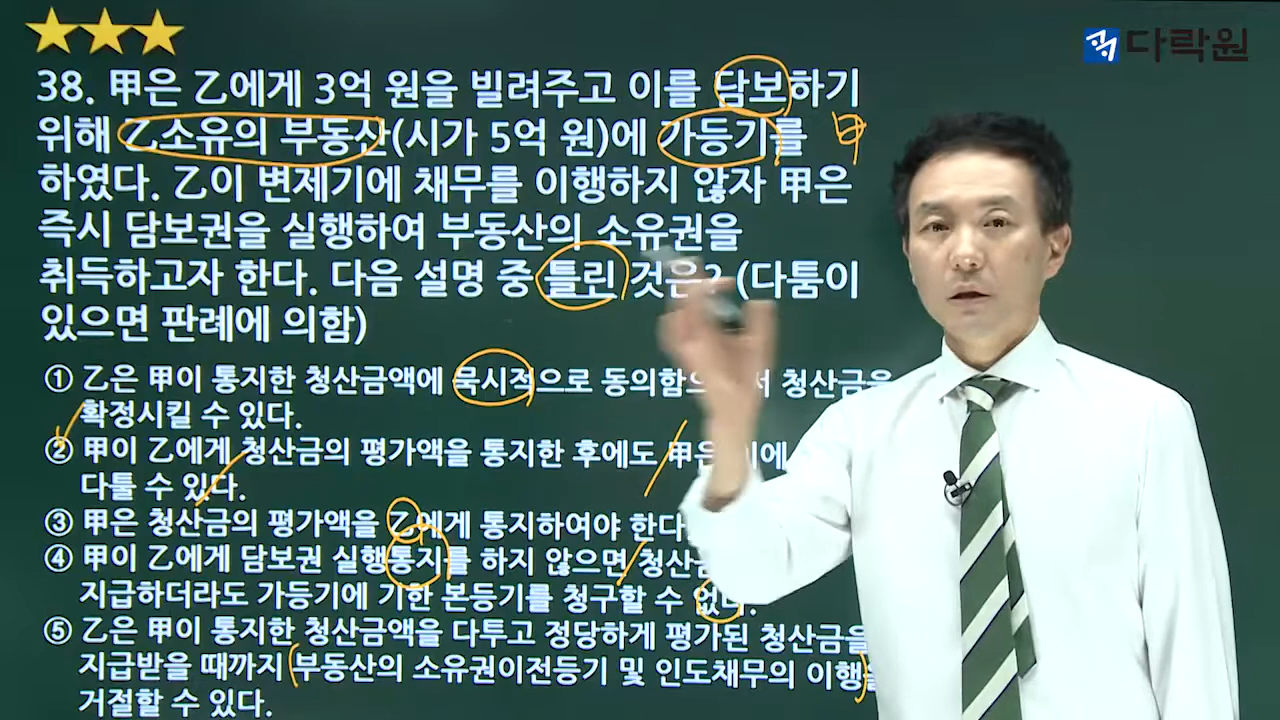 다락원
38. 甲은 乙에게 3억 원을 빌려주고 이를 담보하기
위해 乙소유의 부동산(시가 5억 원)에 가등기를
하였다. 乙이 변제기에 채무를 이행하지 않자 甲은
즉시 담보권을 실행하여 부동산의 소유권을
취득하고자 한다. 다음 설명 중 틀린 것은? (다툼이
있으면 판례에 의함)
① 乙은 甲이 통지한 청산금액에 묵시적으로 동의함으 청산금을
확정시킬 수 있다.
② 甲이 乙에게 청산금의 평가액을 통지한 후에도 甲은
다툴 수 있다.
③ 甲은 청산금의 평가액을 乙에게 통지하여야 한다
④ 甲이 乙에게 담보권 실행통지를 하지 않으면
지급하더라도 가등기에 기한 본등기를 청구할 수 없다.
⑤ 乙은 甲이 통지한 청산금액을 다투고 정당하게 평가된 청산금을
지급받을 때까지 부동산의 소유권이전등기 및 인도채무의 이행을
거절할 수 있다.